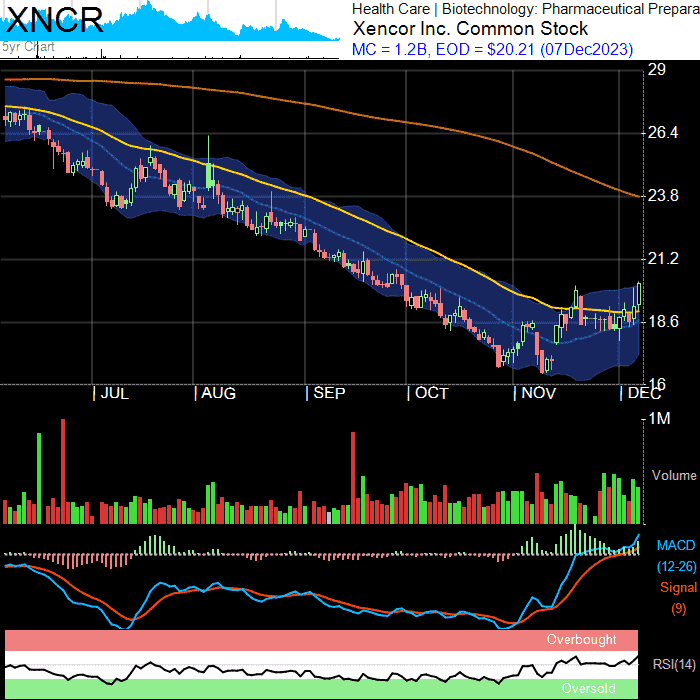 XNCR
5yr Chart
Health Care | Biotechnology: Pharmaceutical Prepara
Xencor Inc. Common Stock
MC = 1.2B, EOD = $20.21 (07Dec2023)
29
26.4
23.8
21.2
18.6
16
JUL AUG SEP OCT NOV DEC
1M
Volume
MACD
(12-26)
Signal
(9)
Overbought
RSI(14)
Oversold